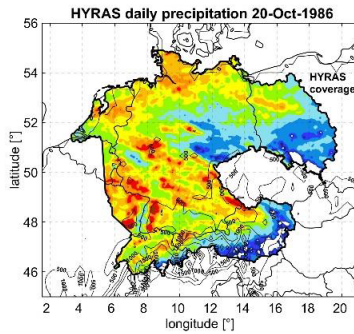 HYRAS daily precipitation 20-Oct-1986
56
54
52
50
48
46
latitude [°]
HYRAS
coverage
2 4 6 8 10 12 14 16 18 20
longitude [°]